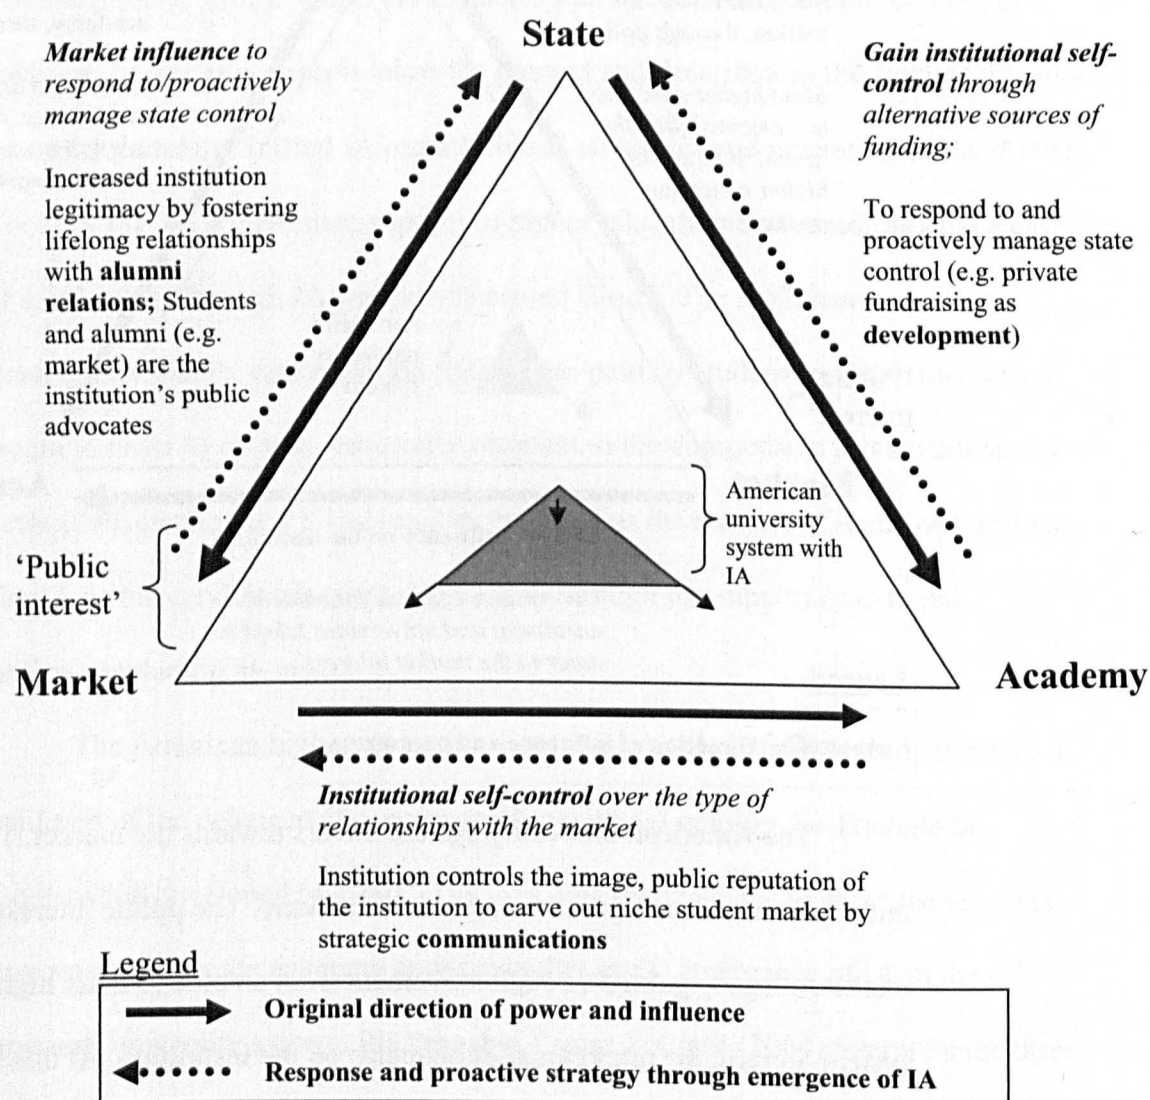 State
Market influence to
respond to/proactively
manage state control
Increased institution
legitimacy by fostering
lifelong relationships
with alumni
relations; Students
and alumni (e.g.
market) are the
institution's public
advocates
Gain institutional self-
control through
alternative sources of
funding;
To respond to and
proactively manage state
control (e.g. private
fundraising as
development)
American
university
system with
IA
‘Public
interest’
Market
Academy
Institutional self-control over the type of
relationships with the market
Institution controls the image, public reputation of
the institution to carve out niche student market by
strategic communications
Legend
Original direction of power and influence
Response and proactive strategy through emergence of IA